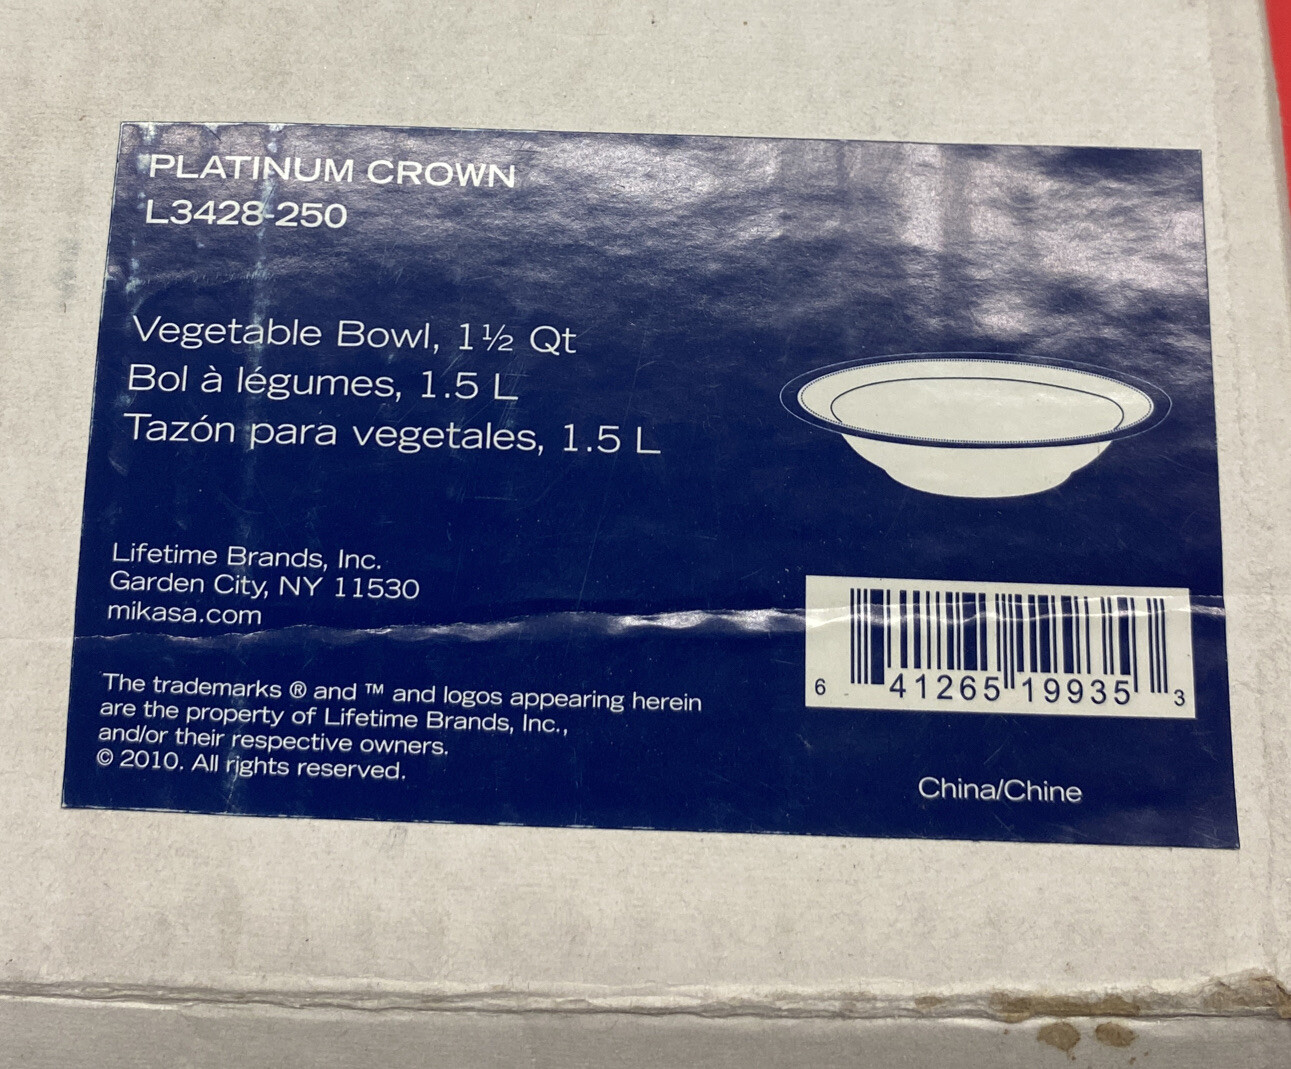 PLATINUM CROWN
L3428-250
Vegetable Bowl, 1½ Qt
Bol à légumes, 1.5 L
Tazón para vegetales, 1.5 L
Lifetime Brands, Inc.
Garden City, NY 11530
mikasa.com
The trademarks ® and ™ and logos appearing herein
are the property of Lifetime Brands, Inc.,
and/or their respective owners.
© 2010. All rights reserved.
6 41265 19935 3
China/Chine